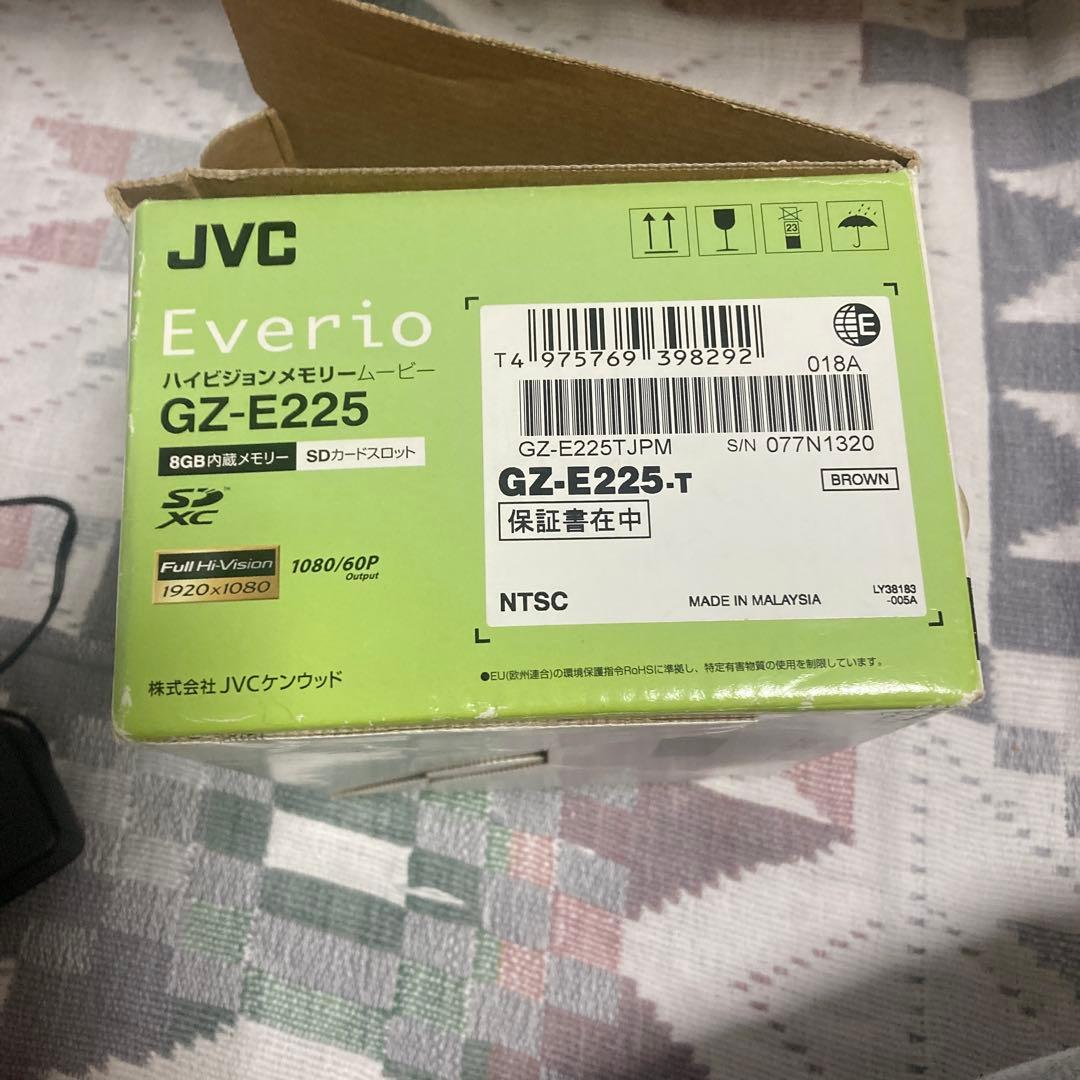 JVC
Everio
ハイビジョンメモリームービー
GZ-E225
8GB内蔵メモリー SDカードスロット
SD™
XC
Full Hi-Vision
1920x1080
1080/60P
Output
株式会社JVCケンウッド
23
T4 975769 398292
E
018A
GZ-E225TJPM S/N 077N1320
GZ-E225-T
BROWN
保証書在中
NTSC
MADE IN MALAYSIA
LY38183
-005A
●EU(欧州連合)の環境保護指令RoHSに準拠し、特定有害物質の使用を制限しています。